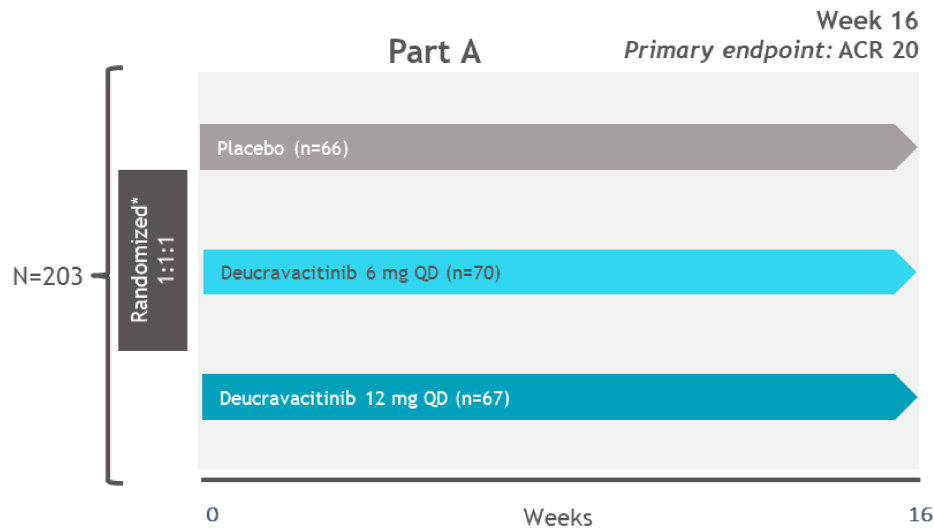 Part A
Week 16
Primary endpoint: ACR 20
N=203
Randomized*
1:1:1
Placebo (n=66)
Deucravacitinib 6 mg QD (n=70)
Deucravacitinib 12 mg QD (n=67)
0
Weeks
16